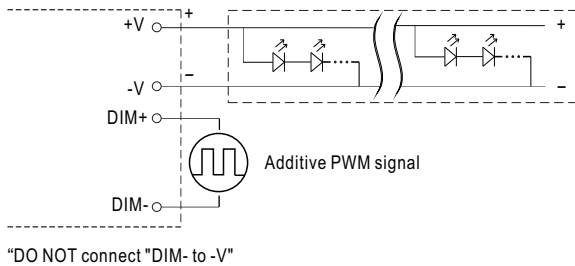 +V + +
-V − −
DIM+
Additive PWM signal
DIM-
“DO NOT connect "DIM- to -V"